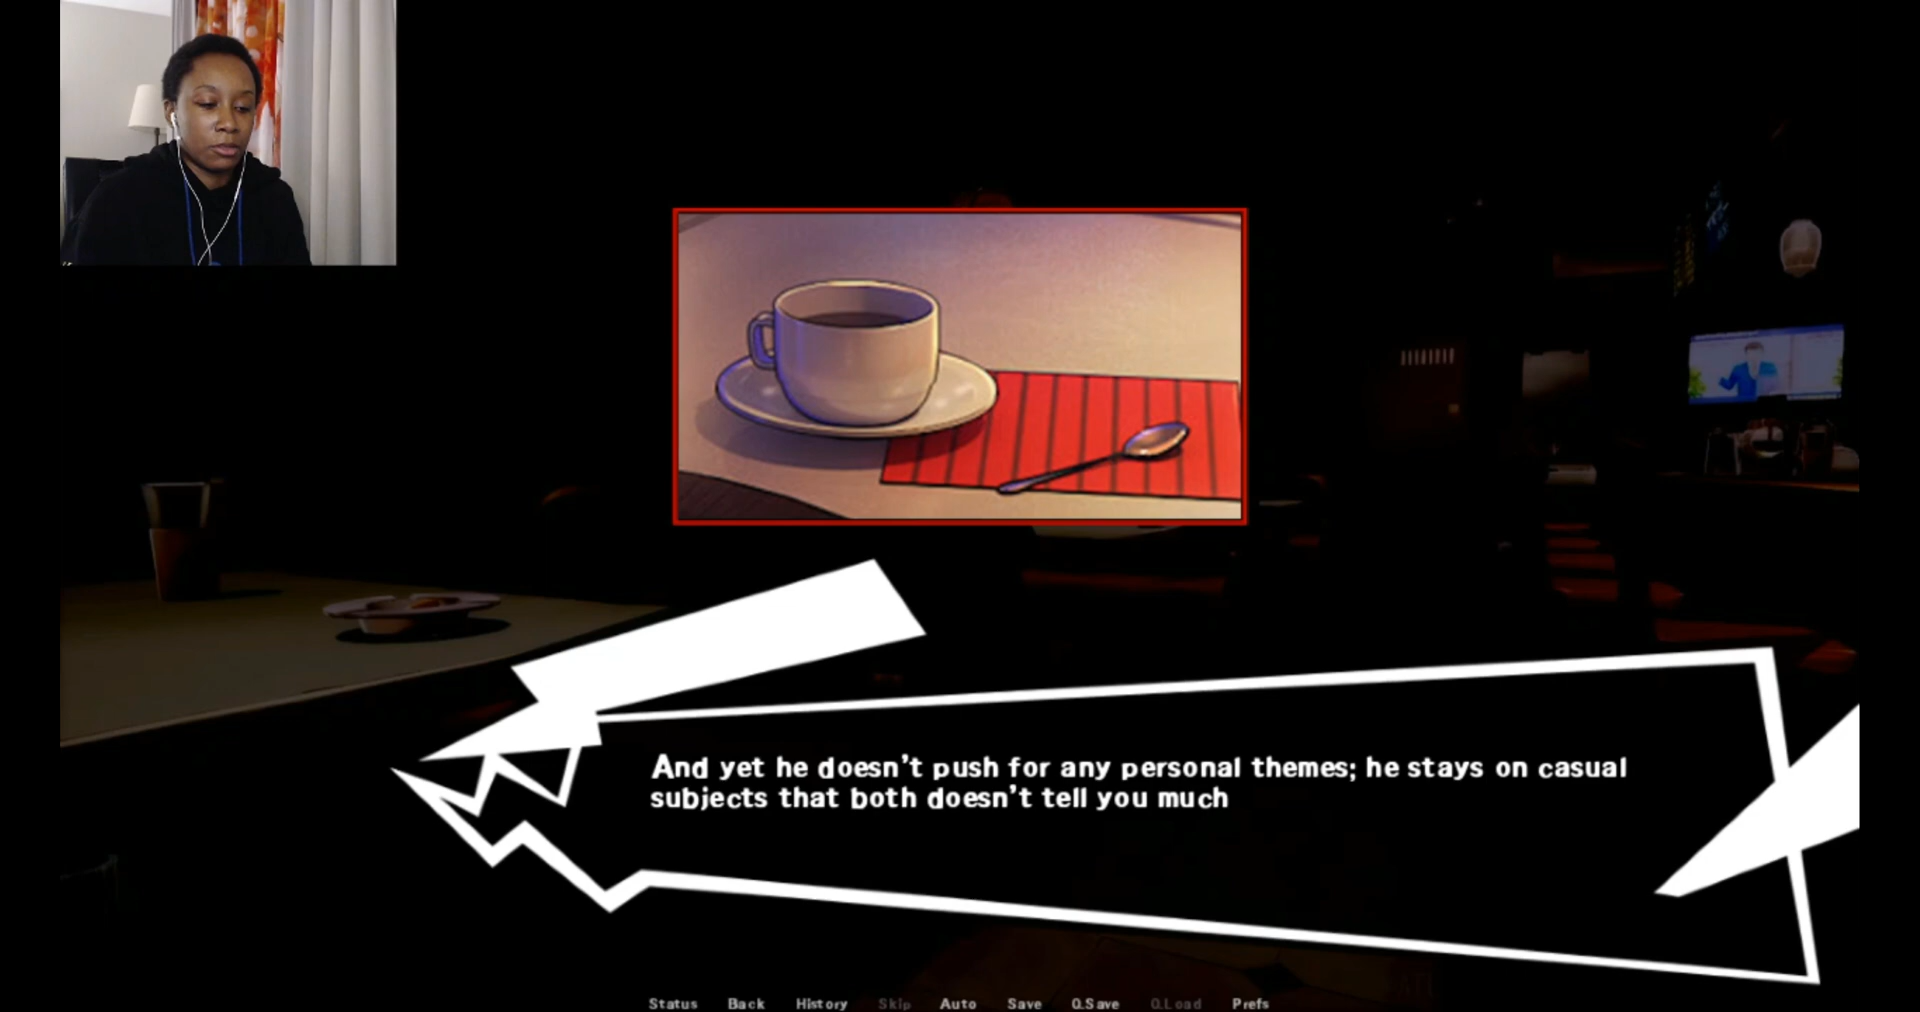 And yet he doesn't push for any personal themes; he stays on casual
subjects that both doesn't tell you much
Status Back History Skip Auto Save Q.Save Q.Load Prefs